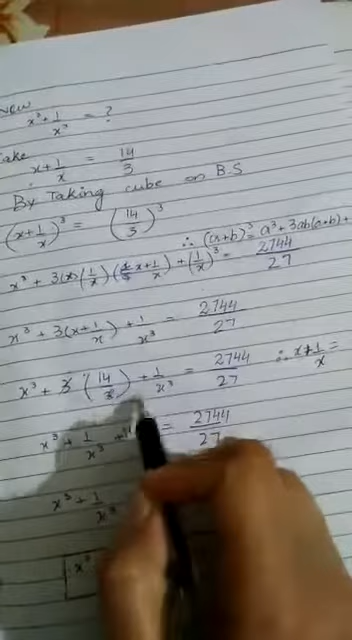 Now
x³ + 1/x³ = ?
Take
x + 1/x = 14/3
By Taking cube on B.S
(x + 1/x)³ = (14/3)³
∴ (a+b)³ = a³ + 3ab(a+b) +
x³ + 3(x)(1/x)(x + 1/x) + (1/x)³ = 2744/27
x³ + 3(x + 1/x) + 1/x³ = 2744/27
x³ + 3(14/3) + 1/x³ = 2744/27 ∴ x + 1/x =
x³ + 1/x³ + = 2744/27
x³ + 1/x³
x³